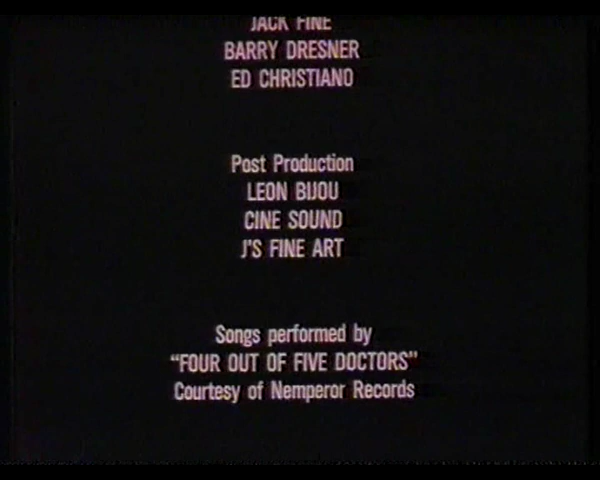 JACK FINE
BARRY DRESNER
ED CHRISTIANO
Post Production
LEON BIJOU
CINE SOUND
J'S FINE ART
Songs performed by
“FOUR OUT OF FIVE DOCTORS”
Courtesy of Nemperor Records